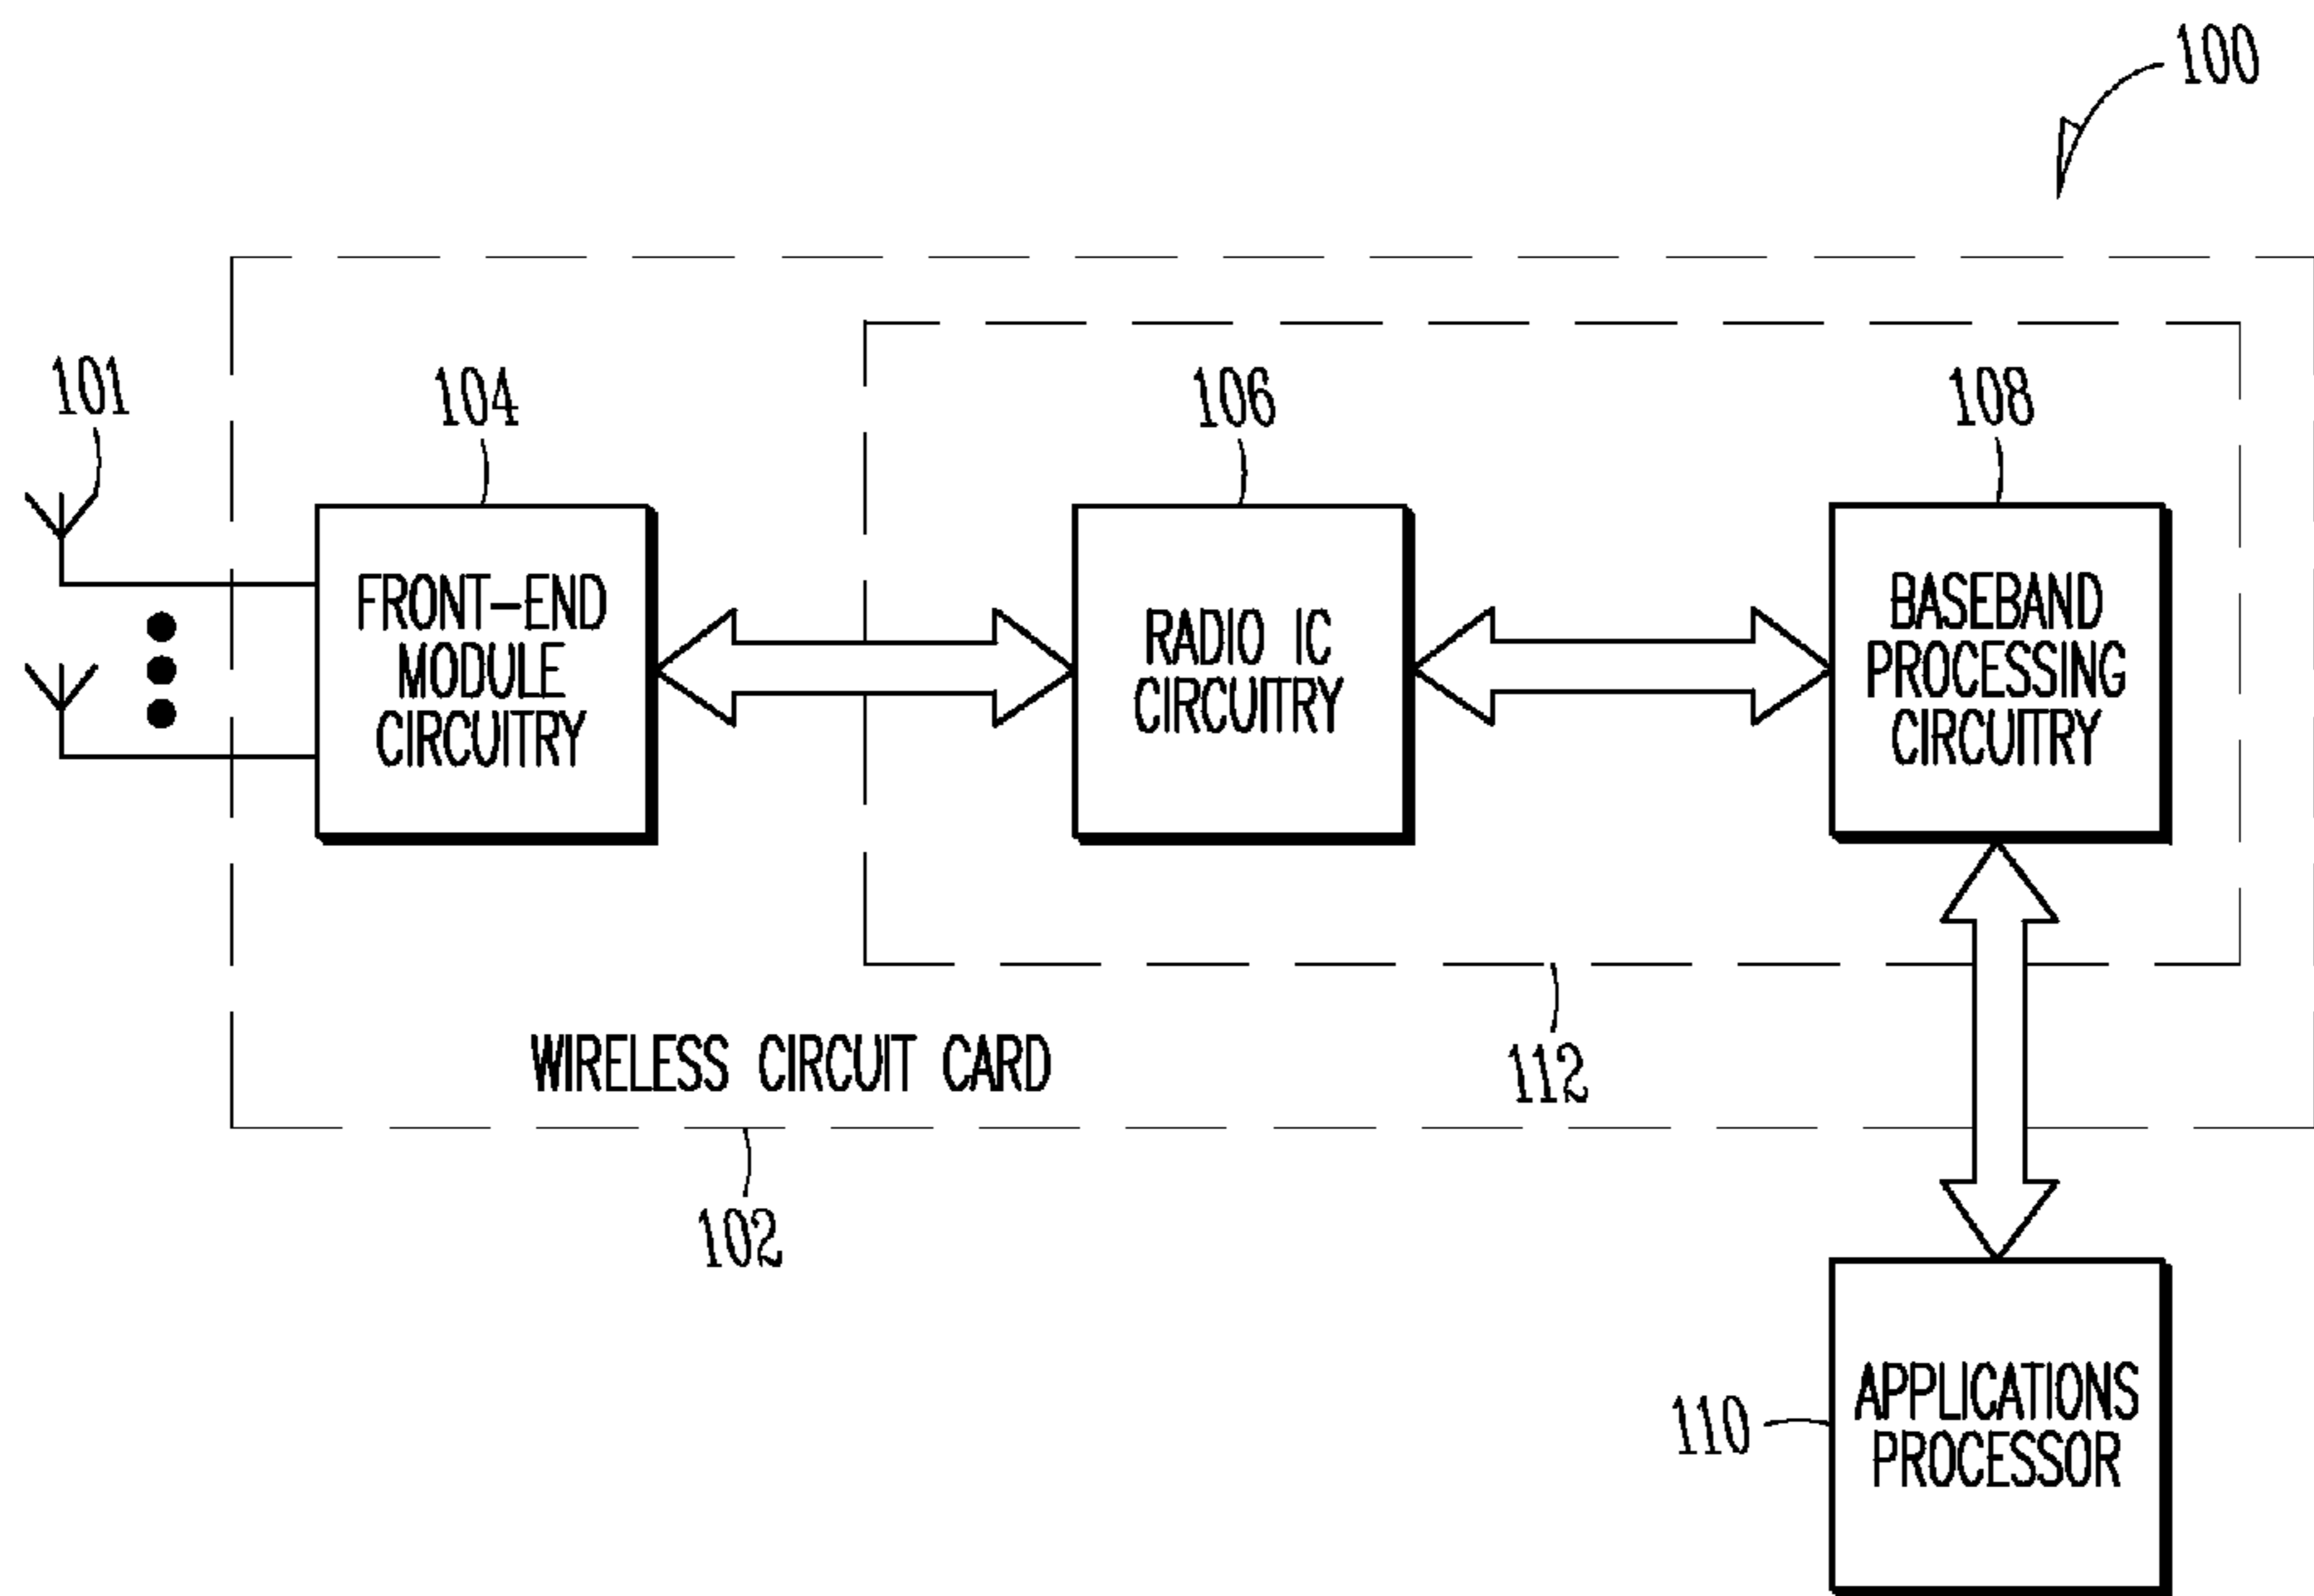 100
101
104
106
108
FRONT-END
MODULE
CIRCUITRY
RADIO IC
CIRCUITRY
BASEBAND
PROCESSING
CIRCUITRY
WIRELESS CIRCUIT CARD
112
102
110
APPLICATIONS
PROCESSOR